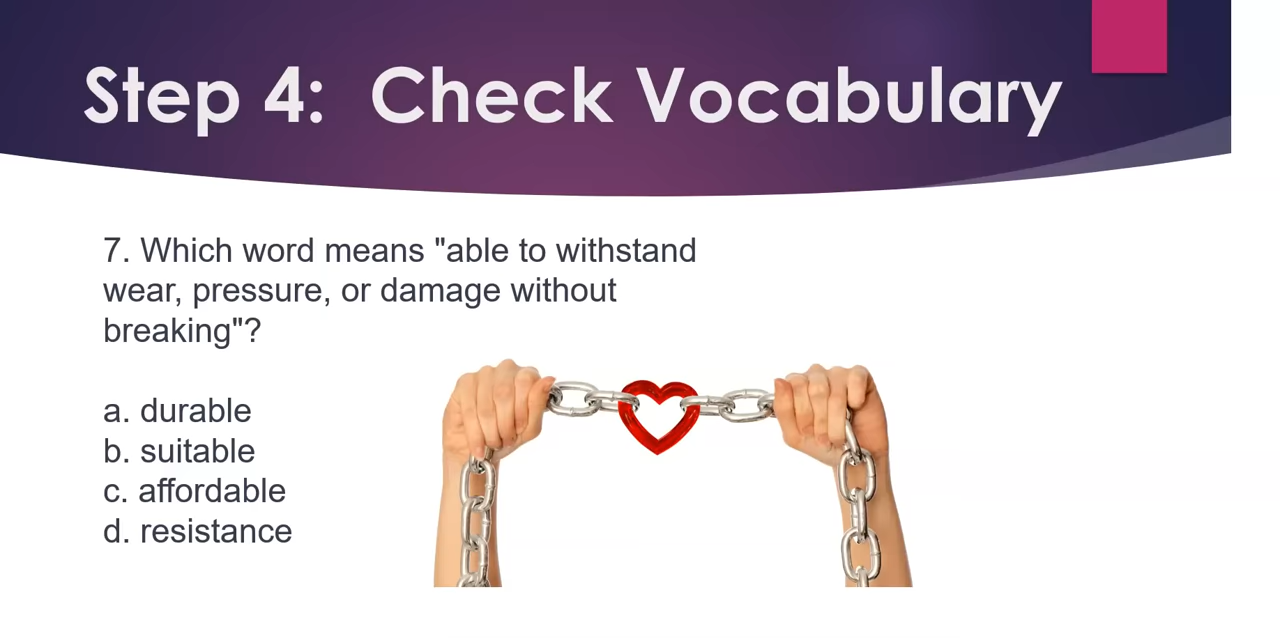 Step 4:  Check Vocabulary
7. Which word means "able to withstand
wear, pressure, or damage without
breaking"?
a. durable
b. suitable
c. affordable
d. resistance